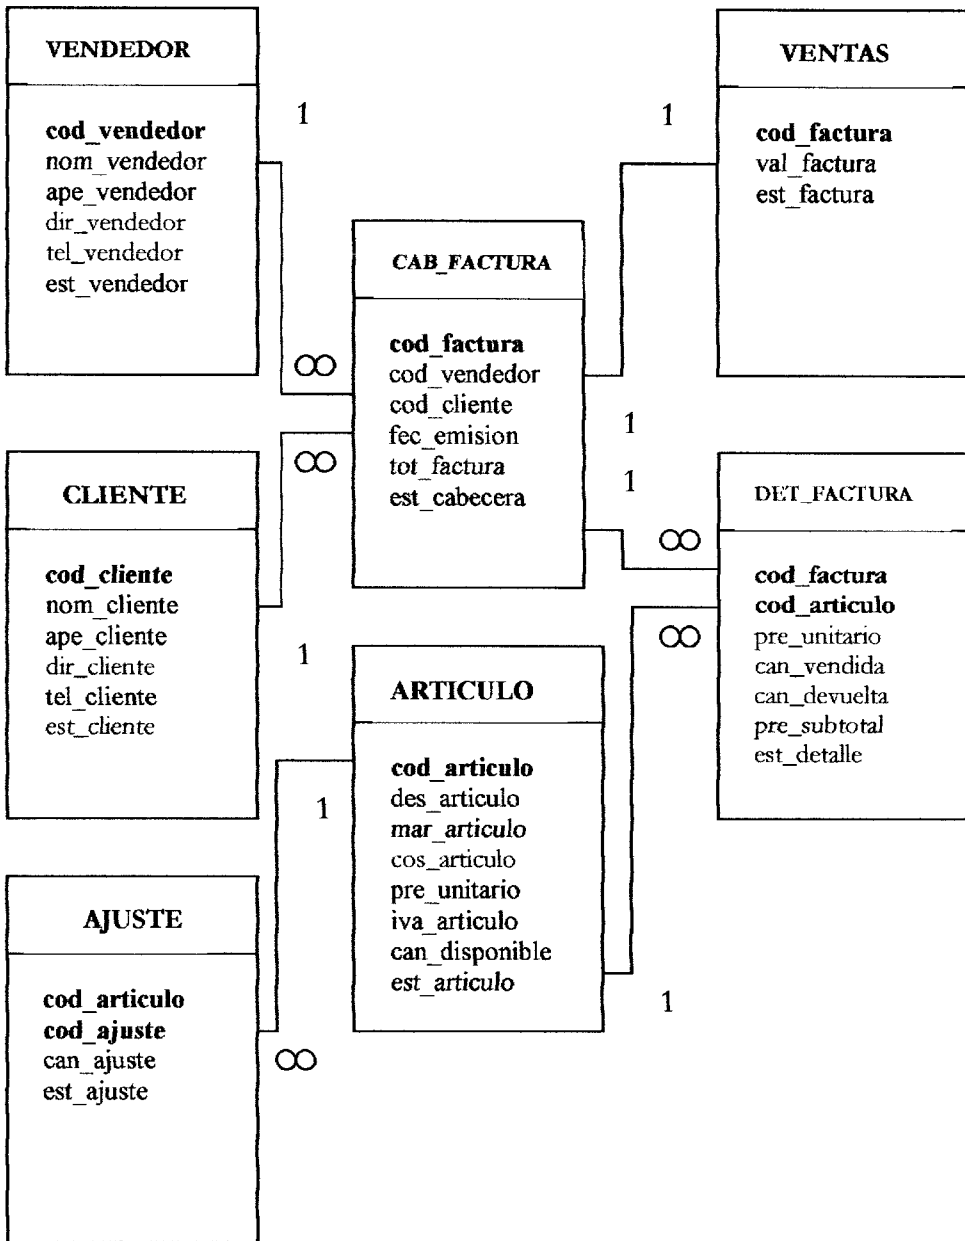 VENDEDOR
cod_vendedor
nom_vendedor
ape_vendedor
dir_vendedor
tel_vendedor
est_vendedor
1
∞
VENTAS
cod_factura
val_factura
est_factura
1
CAB_FACTURA
cod_factura
cod_vendedor
cod_cliente
fec_emision
tot_factura
est_cabecera
1
1
∞
∞
CLIENTE
cod_cliente
nom_cliente
ape_cliente
dir_cliente
tel_cliente
est_cliente
1
DET_FACTURA
cod_factura
cod_articulo
pre_unitario
can_vendida
can_devuelta
pre_subtotal
est_detalle
∞
ARTICULO
cod_articulo
des_articulo
mar_articulo
cos_articulo
pre_unitario
iva_articulo
can_disponible
est_articulo
1
1
AJUSTE
cod_articulo
cod_ajuste
can_ajuste
est_ajuste
∞